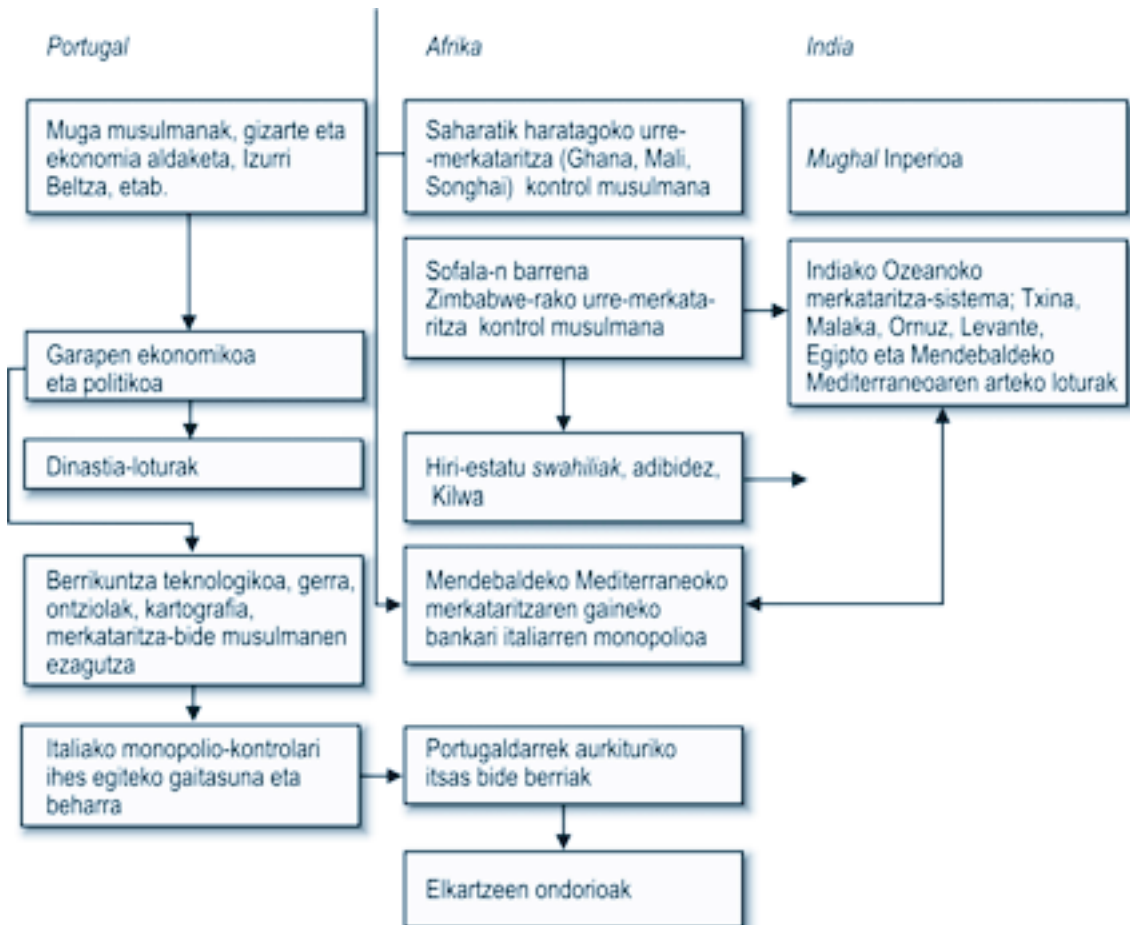 Portugal
Afrika
India
Muga musulmanak, gizarte eta
ekonomia aldaketa, Izurri
Beltza, etab.
Saharatik haratagoko urre-
-merkataritza (Ghana, Mali,
Songhai) kontrol musulmana
Mughal Inperioa
Sofala-n barrena
Zimbabwe-rako urre-merkata-
ritza kontrol musulmana
Indiako Ozeanoko
merkataritza-sistema; Txina,
Malaka, Ornuz, Levante,
Egipto eta Mendebaldeko
Mediterraneoaren arteko loturak
Garapen ekonomikoa
eta politikoa
Dinastia-loturak
Hiri-estatu swahiliak, adibidez,
Kilwa
Berrikuntza teknologikoa, gerra,
ontziolak, kartografia,
merkataritza-bide musulmanen
ezagutza
Mendebaldeko Mediterraneoko
merkataritzaren gaineko
bankari italiarren monopolioa
Italiako monopolio-kontrolari
ihes egiteko gaitasuna eta
beharra
Portugaldarrek aurkituriko
itsas bide berriak
Elkartzeen ondorioak